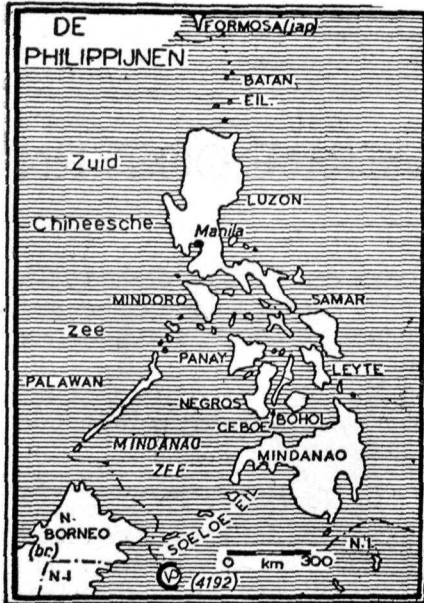 DE
PHILIPPIJNEN
FORMOSA (jap)
BATAN
EIL.
Zuid
LUZON
Chineesche
Manila
MINDORO
SAMAR
zee
PANAY
LEYTE
PALAWAN
NEGROS
BOHOL
CEBOE
MINDANAO
ZEE
MINDANAO
SOELOE-EIL
N.
BORNEO
(br.)
N-I
N.I.
0 300
km
VP (4192)